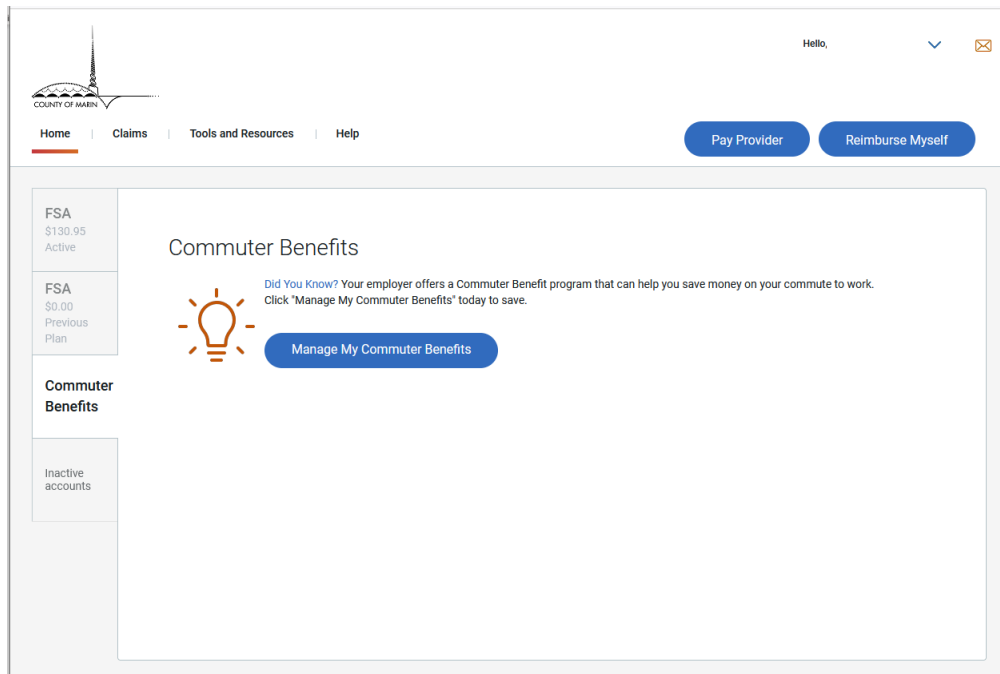 Hello,
COUNTY OF MARIN
Home
Claims
Tools and Resources
Help
Pay Provider
Reimburse Myself
FSA
$130.95
Active
FSA
$0.00
Previous
Plan
Commuter
Benefits
Inactive
accounts
Commuter Benefits
Did You Know? Your employer offers a Commuter Benefit program that can help you save money on your commute to work.
Click "Manage My Commuter Benefits" today to save.
Manage My Commuter Benefits